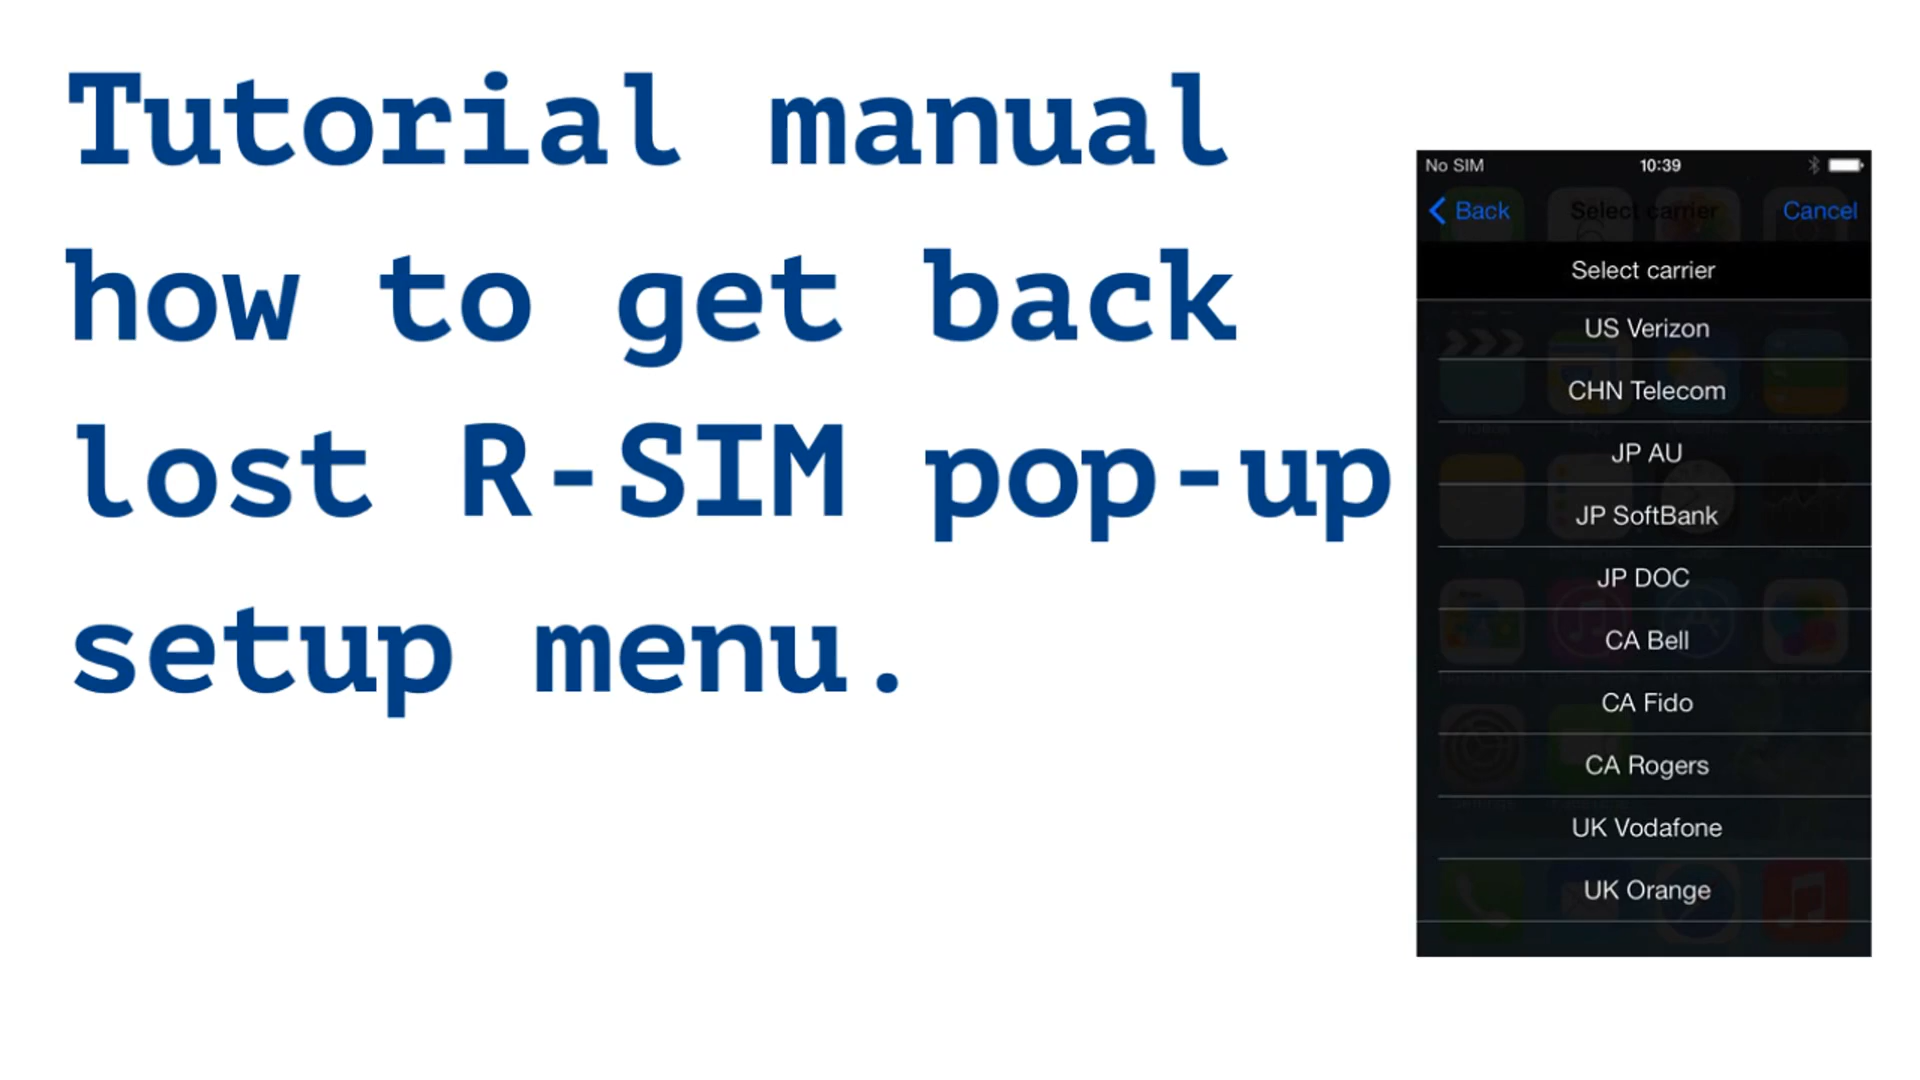 Tutorial manual
how to get back
lost R-SIM pop-up
setup menu.
No SIM 10:39
Back Select carrier Cancel
Select carrier
US Verizon
CHN Telecom
JP AU
JP SoftBank
JP DOC
CA Bell
CA Fido
CA Rogers
UK Vodafone
UK Orange